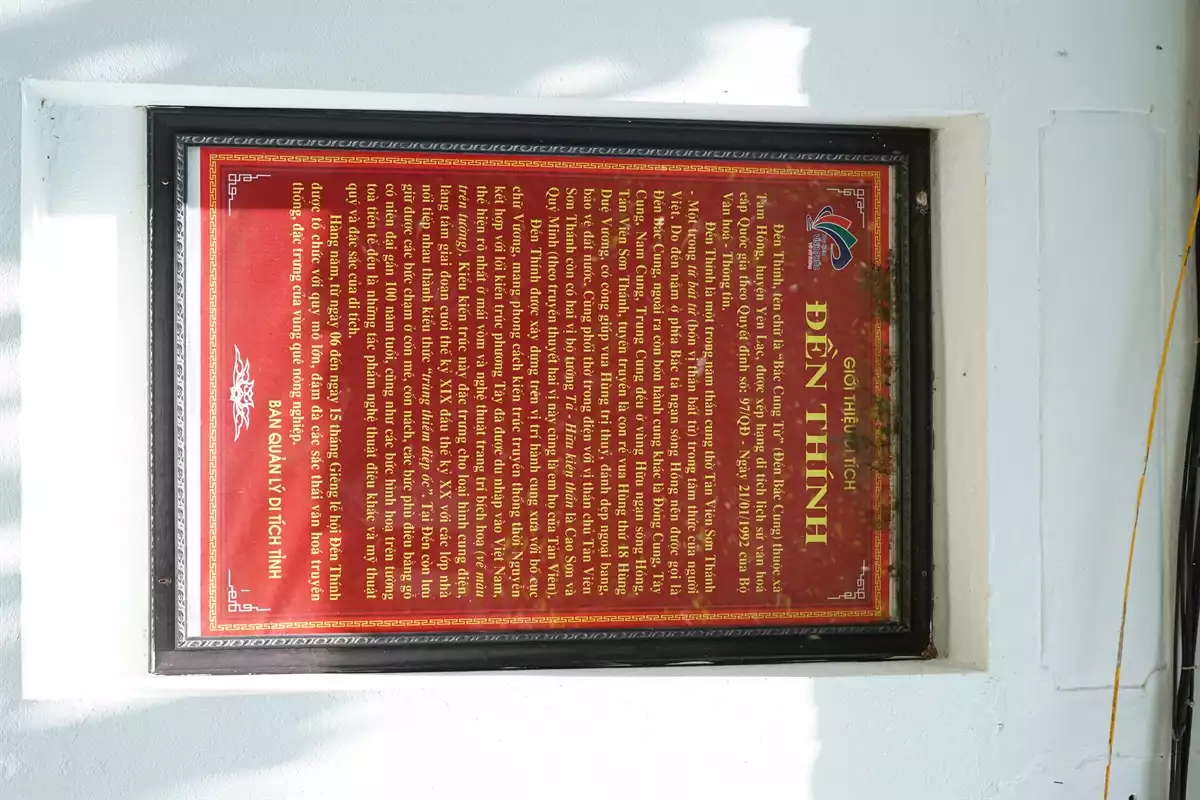 GIỚI THIỆU DI TÍCH
ĐỀN THÍNH
Đền Thính, tên chữ là “Bắc Cung Từ” (Đền Bắc Cung) thuộc xã
Tam Hồng, huyện Yên Lạc, được xếp hạng di tích lịch sử văn hoá
cấp Quốc gia theo Quyết định số: 97/QĐ - Ngày 21/01/1992 của Bộ
Văn hoá - Thông tin.
Đền Thính là một trong năm thần cung thờ Tản Viên Sơn Thánh
- Một trong tứ bất tử (bốn vị thần bất tử) trong tâm thức của người
Việt. Do đền nằm ở phía Bắc tả ngạn sông Hồng nên được gọi là
Đền Bắc Cung, ngoài ra còn bốn hành cung khác là Đông Cung, Tây
Cung, Nam Cung, Trung Cung đều ở vùng Hữu ngạn sông Hồng.
Tản Viên Sơn Thánh, tục truyền là con rể vua Hùng thứ 18 Hùng
Duệ Vương, có công giúp vua Hùng trị thuỷ, đánh dẹp ngoại bang,
bảo vệ đất nước. Cùng phối thờ trong điện với vị thần chủ Tản Viên
Sơn Thánh còn có hai vị bộ tướng Tả - Hữu kiên thần là Cao Sơn và
Quý Minh (theo truyền thuyết hai vị này cũng là em họ của Tản Viên).
Đền Thính được xây dựng trên vị trí hành cung xưa với bố cục
chữ Vương, mang phong cách kiến trúc truyền thống thời Nguyễn
kết hợp với lối kiến trúc phương Tây đã được du nhập vào Việt Nam,
thể hiện rõ nhất ở mái vòm và nghệ thuật trang trí bích hoạ (vẽ màu
trên tường). Kiểu kiến trúc này đặc trưng cho loại hình cung điện,
lăng tẩm giai đoạn cuối thế kỷ XIX đầu thế kỷ XX với các lớp nhà
nối tiếp nhau thành kiểu thức “trùng thiềm điệp ốc”. Tại Đền còn lưu
giữ được các bức chạm ở cốn mê, cốn nách, các bức phù điêu bằng gỗ
có niên đại gần 100 năm tuổi, cũng như các bức tranh hoạ trên tường
toà tiền tế đều là những tác phẩm nghệ thuật điêu khắc và mỹ thuật
quý và đặc sắc của di tích.
Hàng năm, từ ngày 06 đến ngày 15 tháng Giêng lễ hội Đền Thính
được tổ chức với quy mô lớn, đậm đà các sắc thái văn hoá truyền
thống, đặc trưng của vùng quê nông nghiệp.
BAN QUẢN LÝ DI TÍCH TỈNH